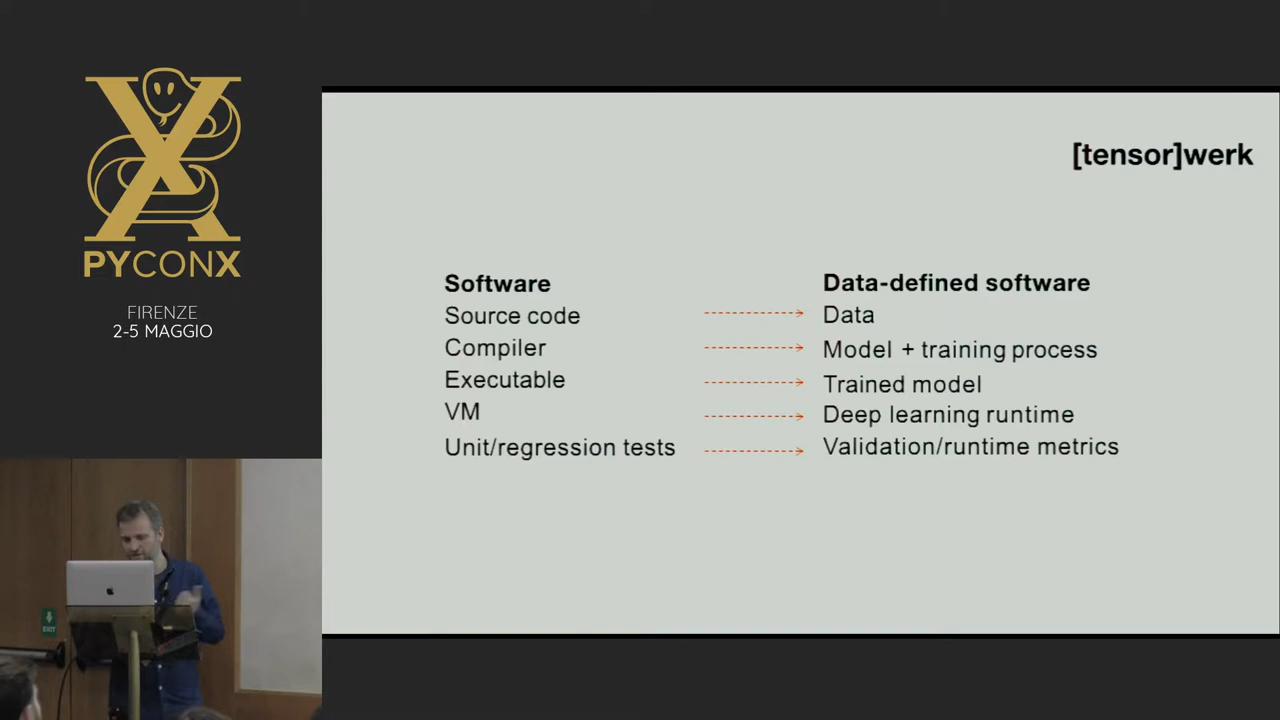 PYCONX
FIRENZE
2-5 MAGGIO
[tensor]werk
Software
Data-defined software
Source code
Data
Compiler
Model + training process
Executable
Trained model
VM
Deep learning runtime
Unit/regression tests
Validation/runtime metrics
EXIT